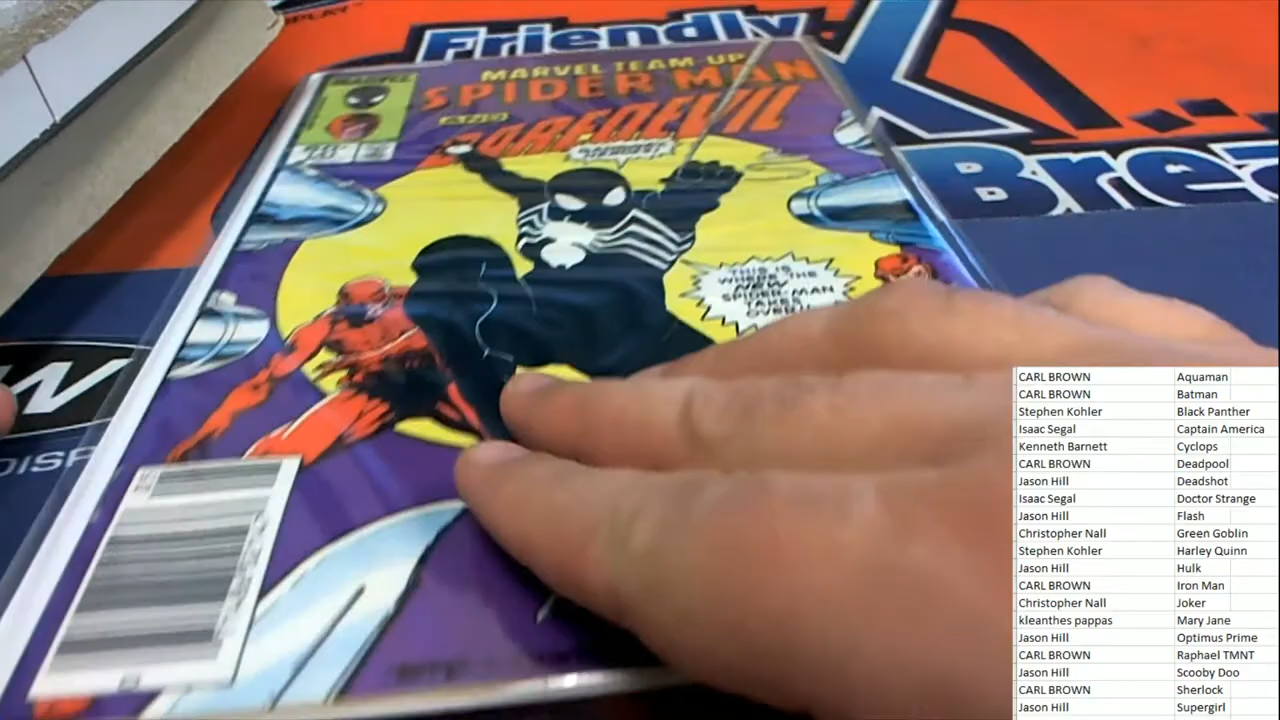 Friendly
MARVEL TEAM-UP
SPIDER-MAN
AND
DAREDEVIL
THIS IS
WHERE THE
NEW
SPIDER-MAN
TAKES
OVER!!
Brea
W
DISP
CARL BROWN Aquaman
CARL BROWN Batman
Stephen Kohler Black Panther
Isaac Segal Captain America
Kenneth Barnett Cyclops
CARL BROWN Deadpool
Jason Hill Deadshot
Isaac Segal Doctor Strange
Jason Hill Flash
Christopher Nall Green Goblin
Stephen Kohler Harley Quinn
Jason Hill Hulk
CARL BROWN Iron Man
Christopher Nall Joker
kleanthes pappas Mary Jane
Jason Hill Optimus Prime
CARL BROWN Raphael TMNT
Jason Hill Scooby Doo
CARL BROWN Sherlock
Jason Hill Supergirl